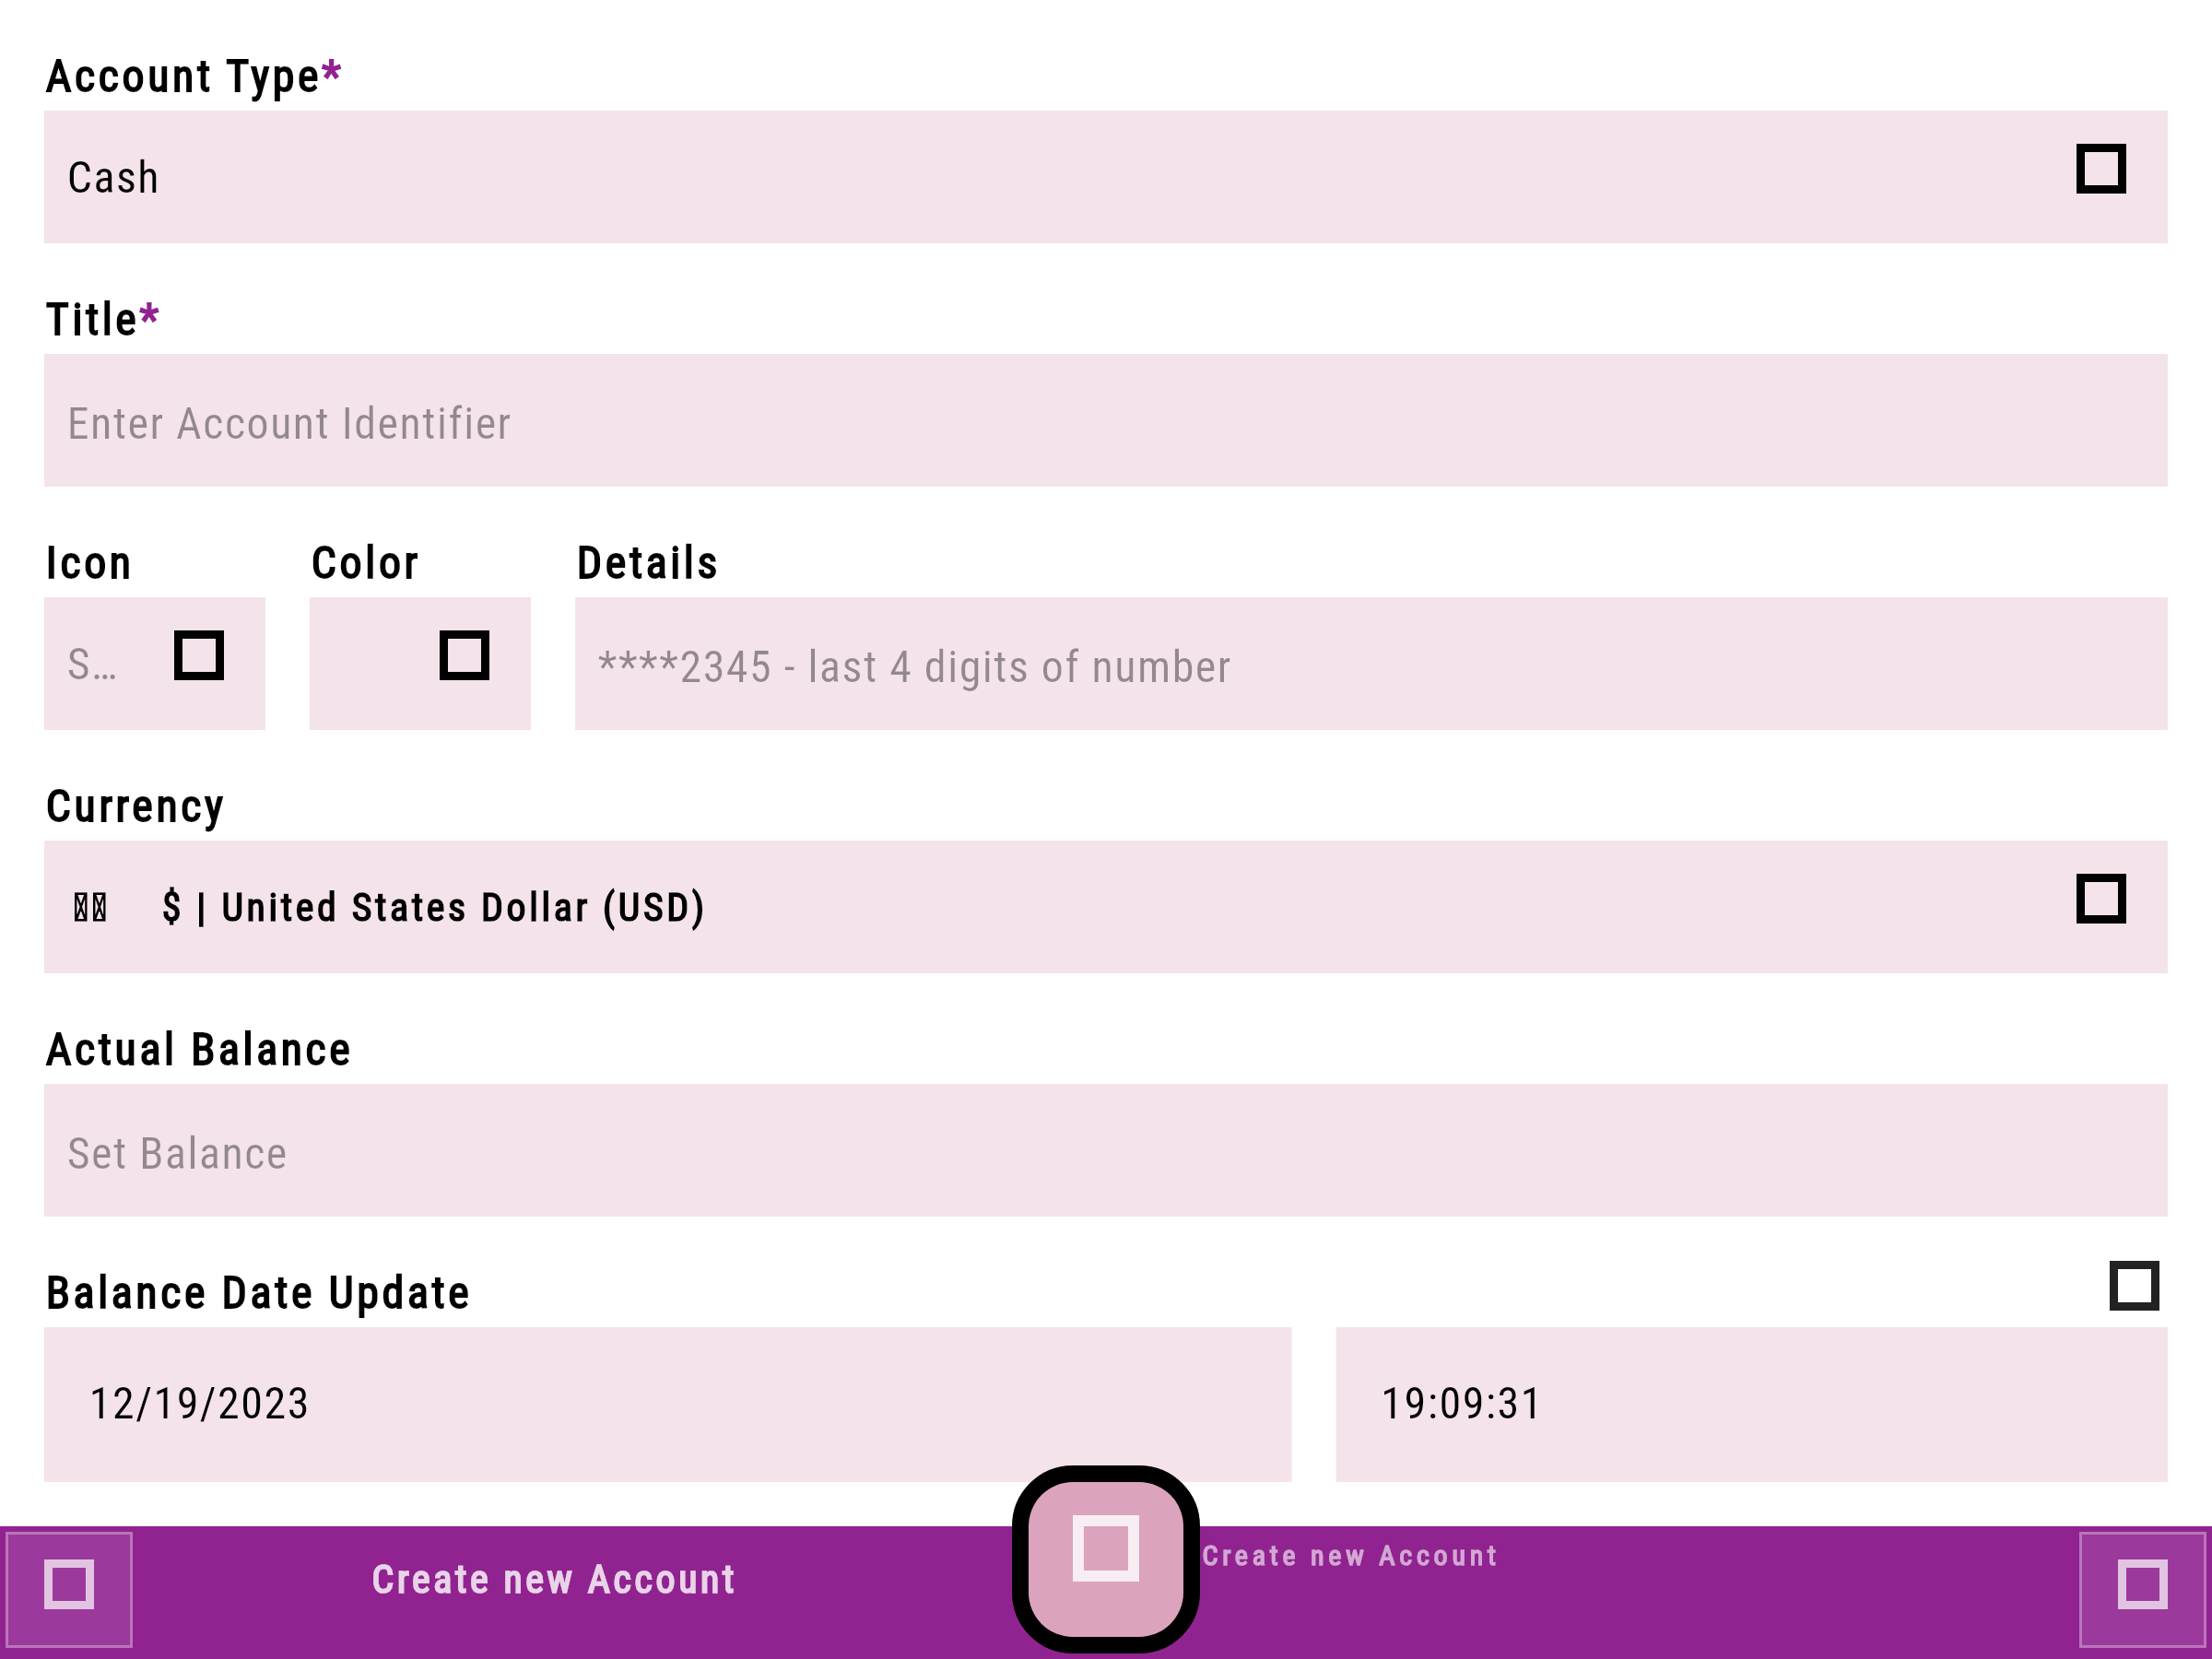 Account Type*
Cash
Title*
Enter Account Identifier
Icon Color Details
S… ****2345 - last 4 digits of number
Currency
$ | United States Dollar (USD)
Actual Balance
Set Balance
Balance Date Update
12/19/2023 19:09:31
Create new Account
Create new Account